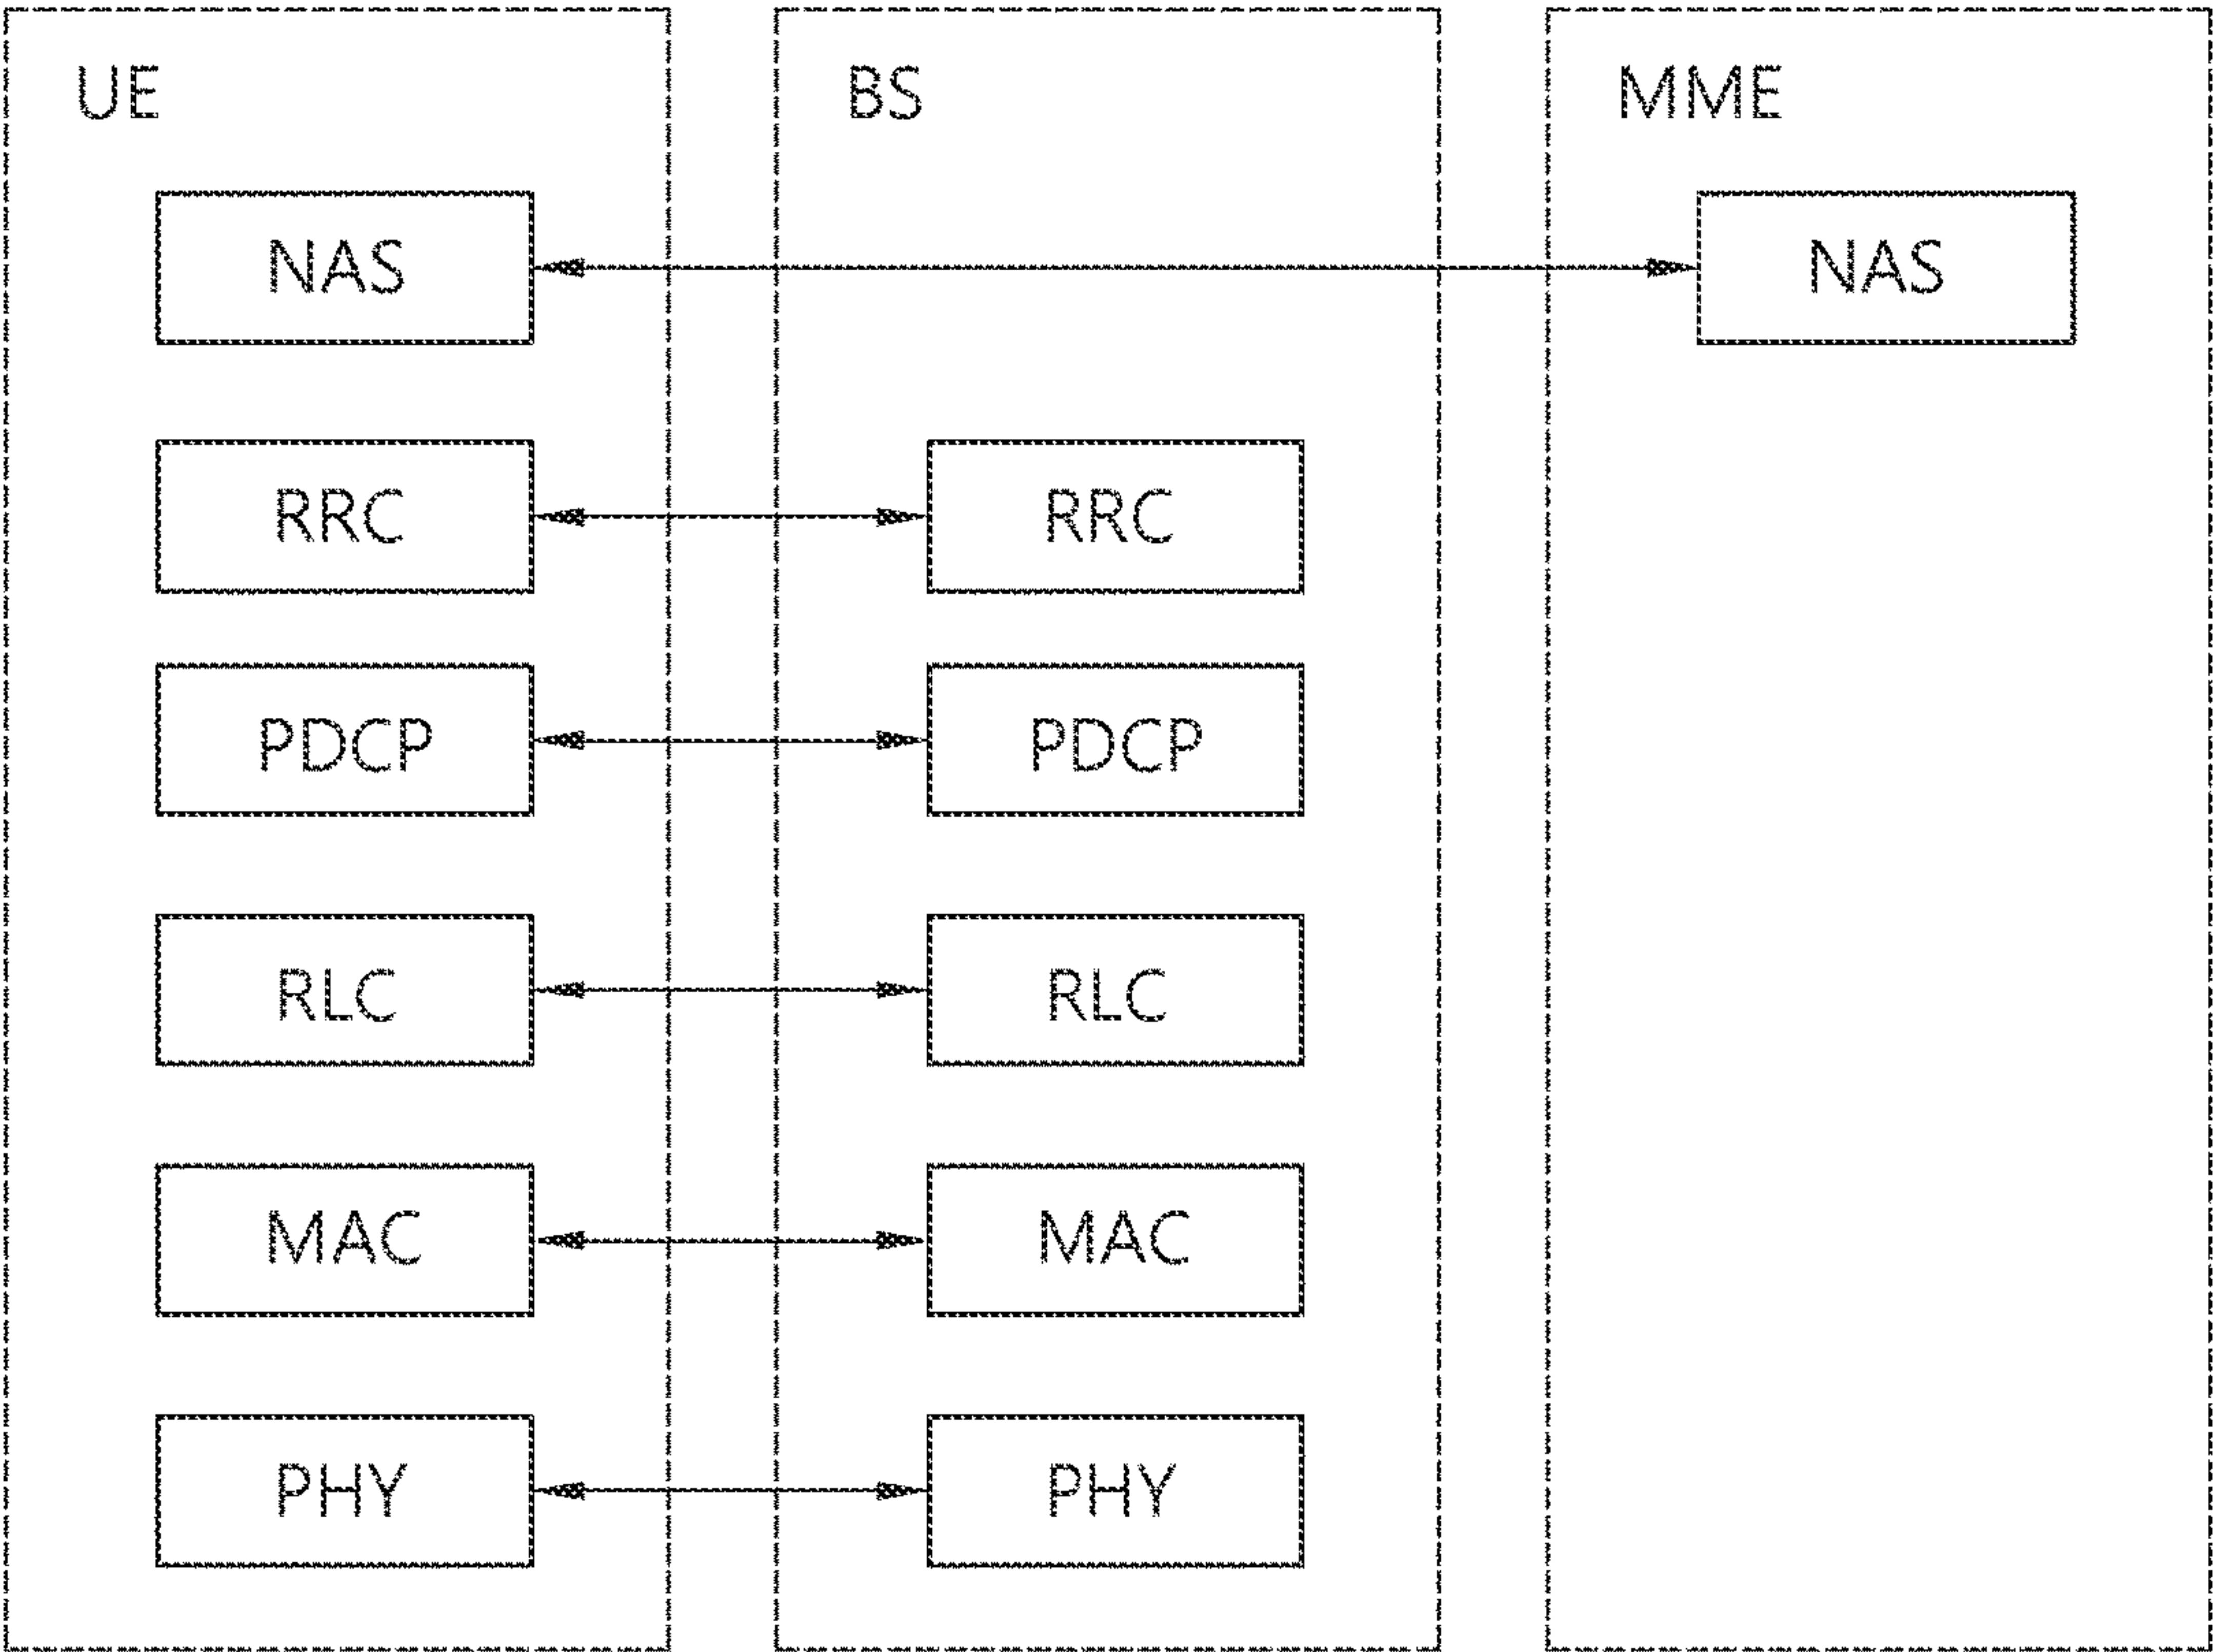 UE BS MME
NAS NAS
RRC RRC
PDCP PDCP
RLC RLC
MAC MAC
PHY PHY